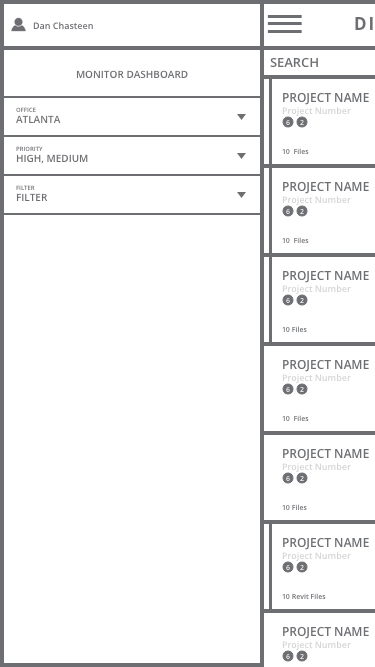 Dan Chasteen
MONITOR DASHBOARD
OFFICE
ATLANTA
PRIORITY
HIGH, MEDIUM
FILTER
FILTER
DI
SEARCH
PROJECT NAME
Project Number
6 2
10 Files
PROJECT NAME
Project Number
6 2
10 Files
PROJECT NAME
Project Number
6 2
10 Files
PROJECT NAME
Project Number
6 2
10 Files
PROJECT NAME
Project Number
6 2
10 Files
PROJECT NAME
Project Number
6 2
10 Revit Files
PROJECT NAME
Project Number
6 2